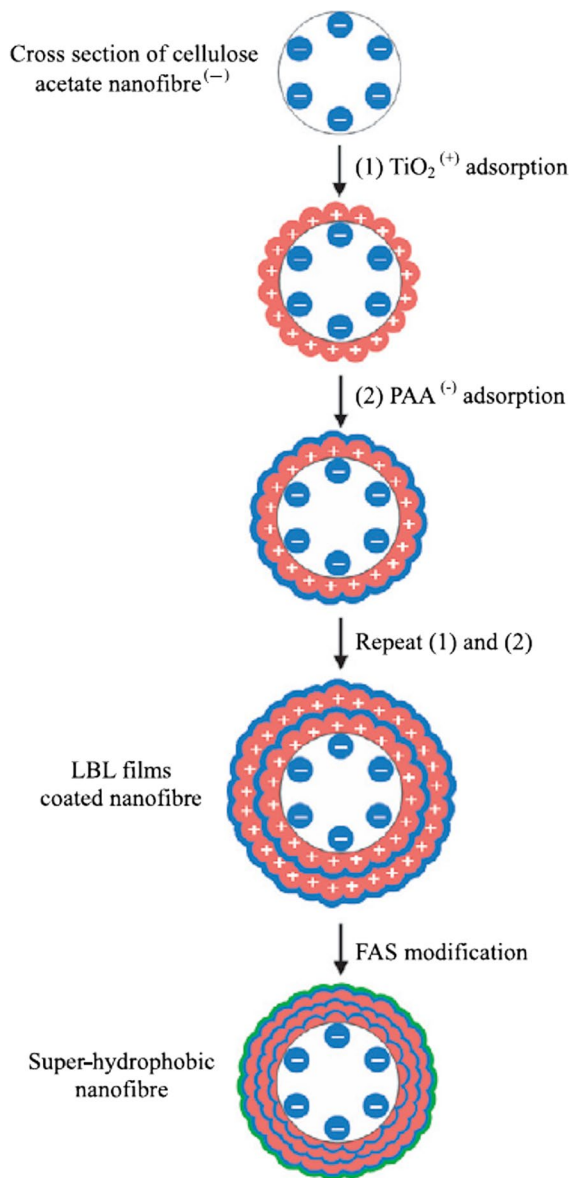 Cross section of cellulose
acetate nanofibre(−)
(1) TiO2(+) adsorption
(2) PAA(-) adsorption
Repeat (1) and (2)
LBL films
coated nanofibre
FAS modification
Super-hydrophobic
nanofibre